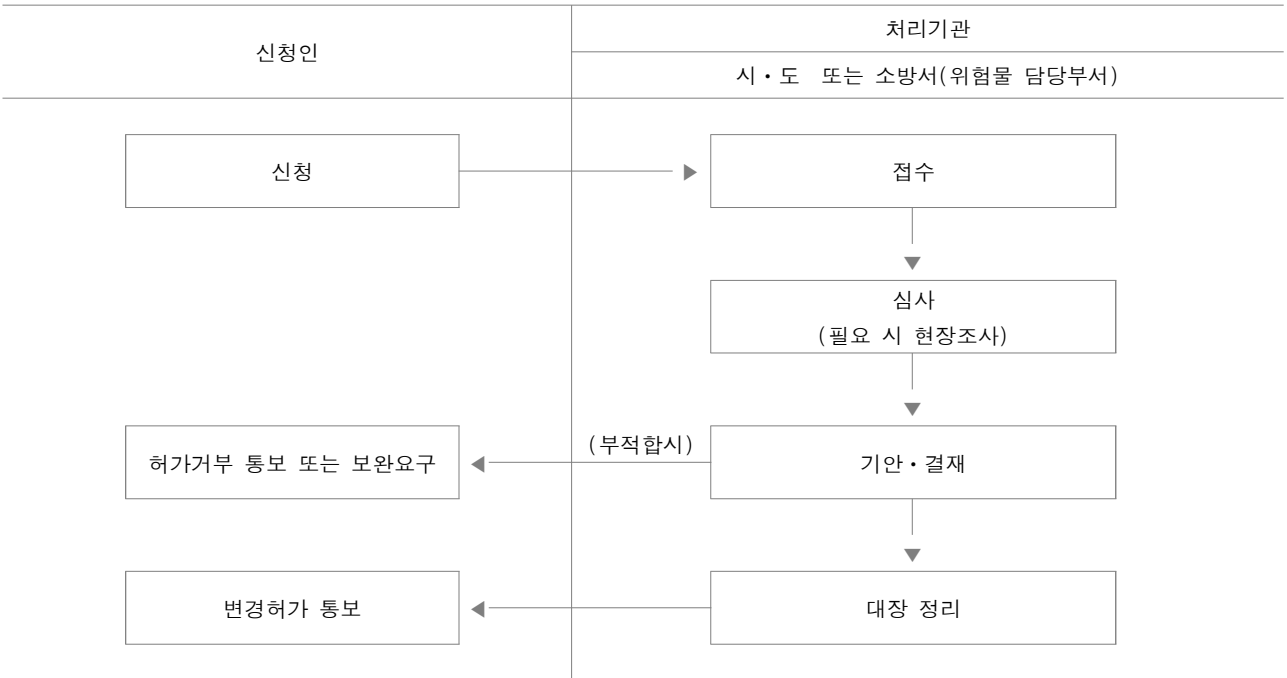 신청인
처리기관
시·도 또는 소방서(위험물 담당부서)
신청
접수
심사
(필요 시 현장조사)
(부적합시)
허가거부 통보 또는 보완요구
기안·결재
변경허가 통보
대장 정리